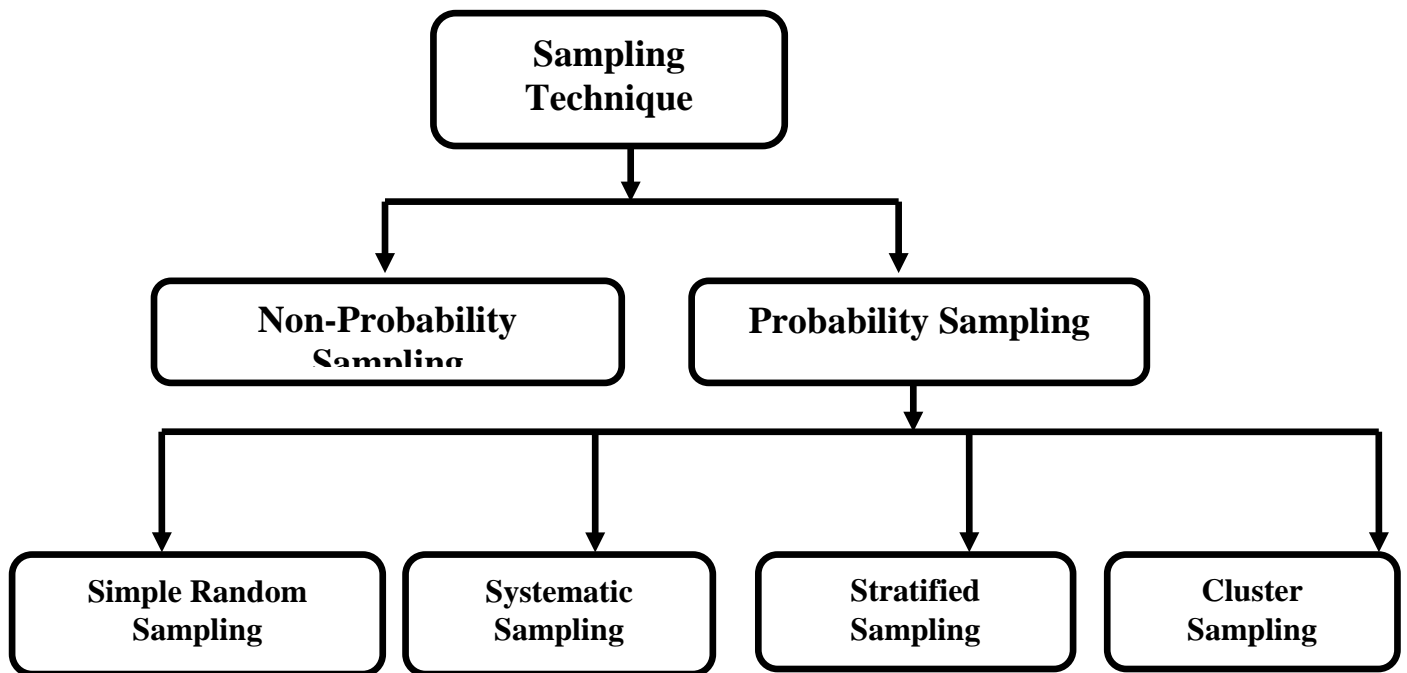 Sampling
Technique
Non-Probability
Sampling
Probability Sampling
Simple Random
Sampling
Systematic
Sampling
Stratified
Sampling
Cluster
Sampling